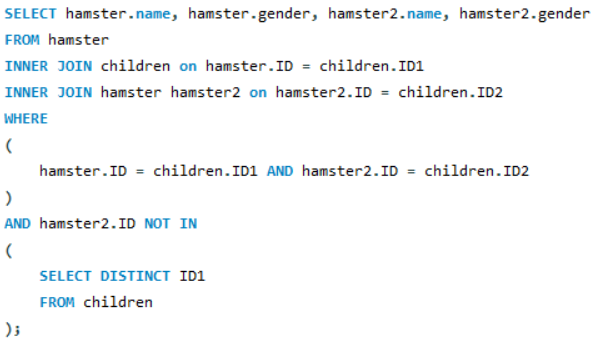 SELECT hamster.name, hamster.gender, hamster2.name, hamster2.gender
FROM hamster
INNER JOIN children on hamster.ID = children.ID1
INNER JOIN hamster hamster2 on hamster2.ID = children.ID2
WHERE
(
    hamster.ID = children.ID1 AND hamster2.ID = children.ID2
)
AND hamster2.ID NOT IN
(
    SELECT DISTINCT ID1
    FROM children
);